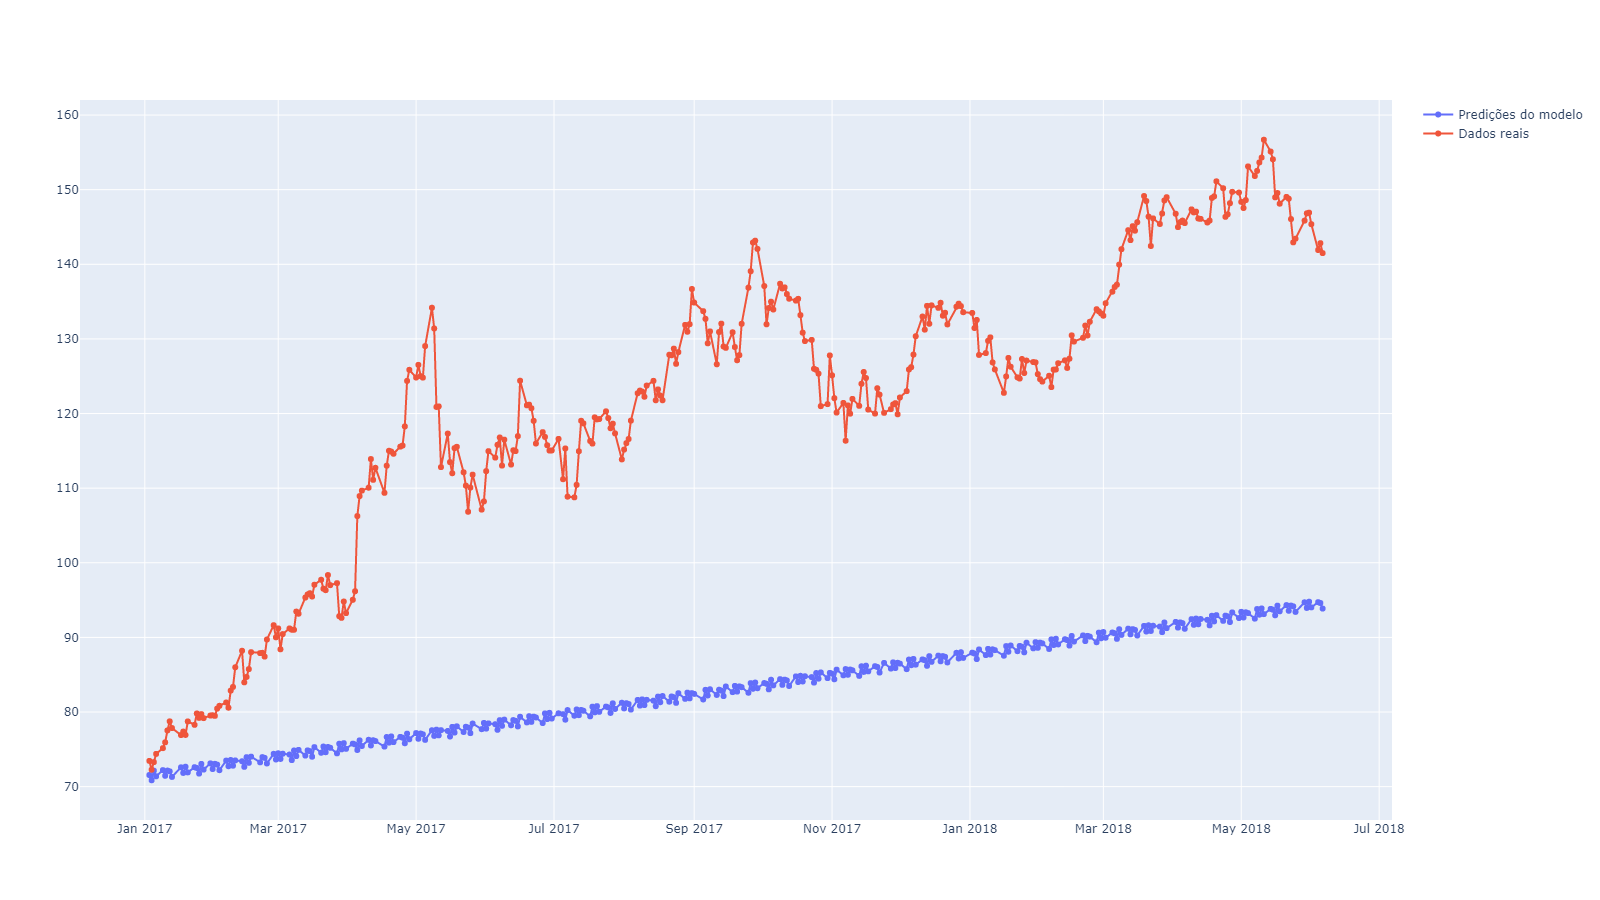 160
150
140
130
120
110
100
90
80
70
Jan 2017
Mar 2017
May 2017
Jul 2017
Sep 2017
Nov 2017
Jan 2018
Mar 2018
May 2018
Jul 2018
Predições do modelo
Dados reais